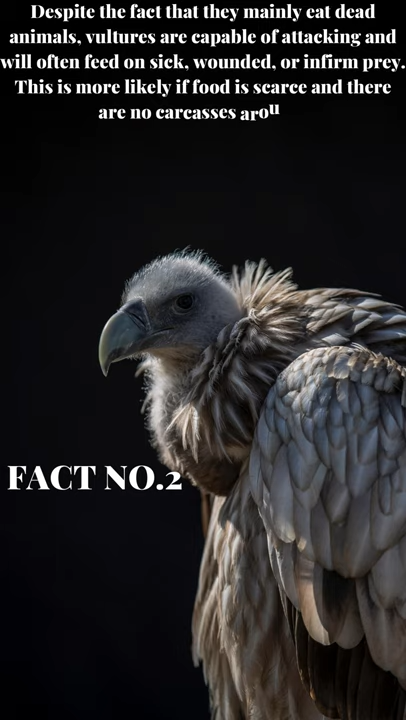 Despite the fact that they mainly eat dead
animals, vultures are capable of attacking and
will often feed on sick, wounded, or infirm prey.
This is more likely if food is scarce and there
are no carcasses arou
FACT NO.2